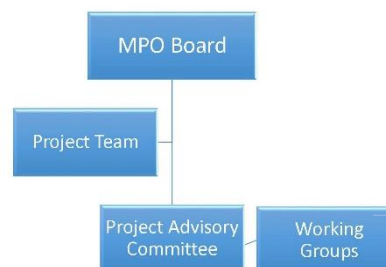 MPO Board
Project Team
Project Advisory
Committee
Working
Groups